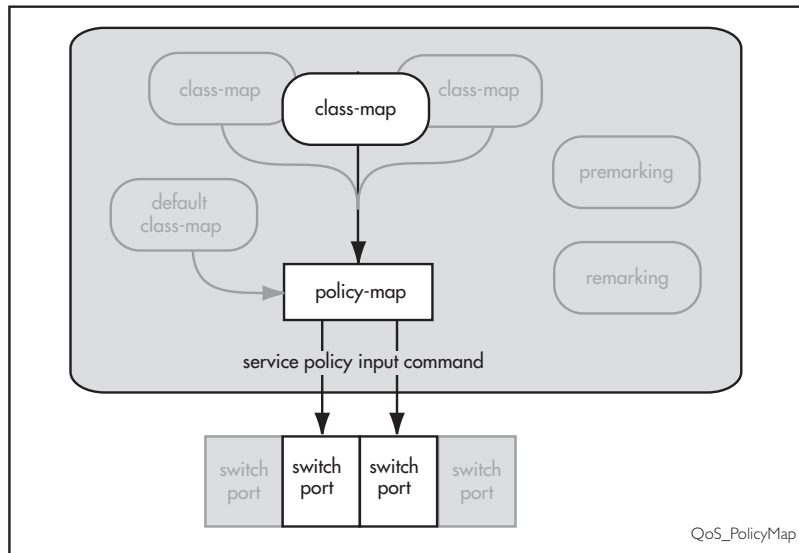 class-map
class-map
class-map
premarking
default
class-map
remarking
policy-map
service policy input command
switch
port
switch
port
switch
port
switch
port
QoS_PolicyMap